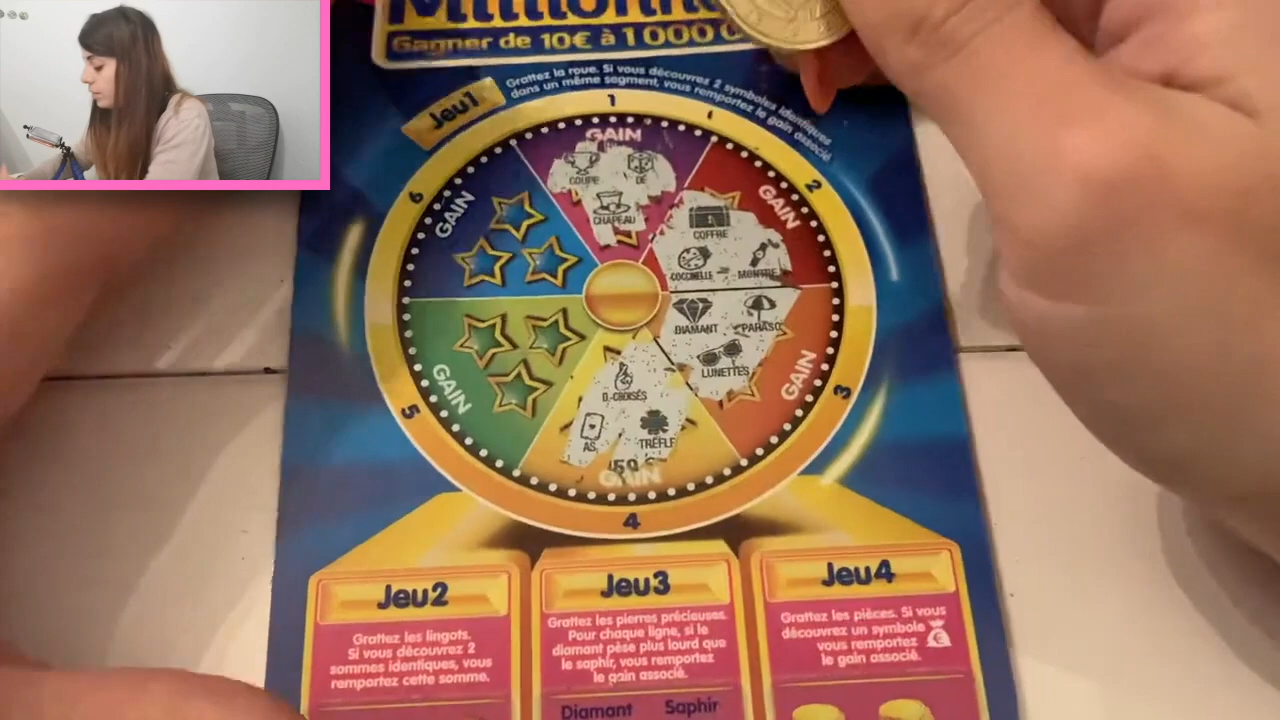 Gagner de 10€ à 1 000 0
Jeu1
Grattez la roue. Si vous découvrez 2 symboles identiques
dans un même segment, vous remportez le gain associé
1
GAIN
COUPE
DÉ
CHAPEAU
2
GAIN
COFFRE
COCCINELLE
MONTRE
3
GAIN
DIAMANT
PARASO
LUNETTES
4
GAIN
D.CROISÉS
AS
TRÈFLE
5
GAIN
6
GAIN
Jeu2
Grattez les lingots.
Si vous découvrez 2
sommes identiques, vous
remportez cette somme.
Jeu3
Grattez les pierres précieuses.
Pour chaque ligne, si le
diamant pèse plus lourd que
le saphir, vous remportez
le gain associé.
Diamant Saphir
Jeu4
Grattez les pièces. Si vous
découvrez un symbole €
vous remportez
le gain associé.